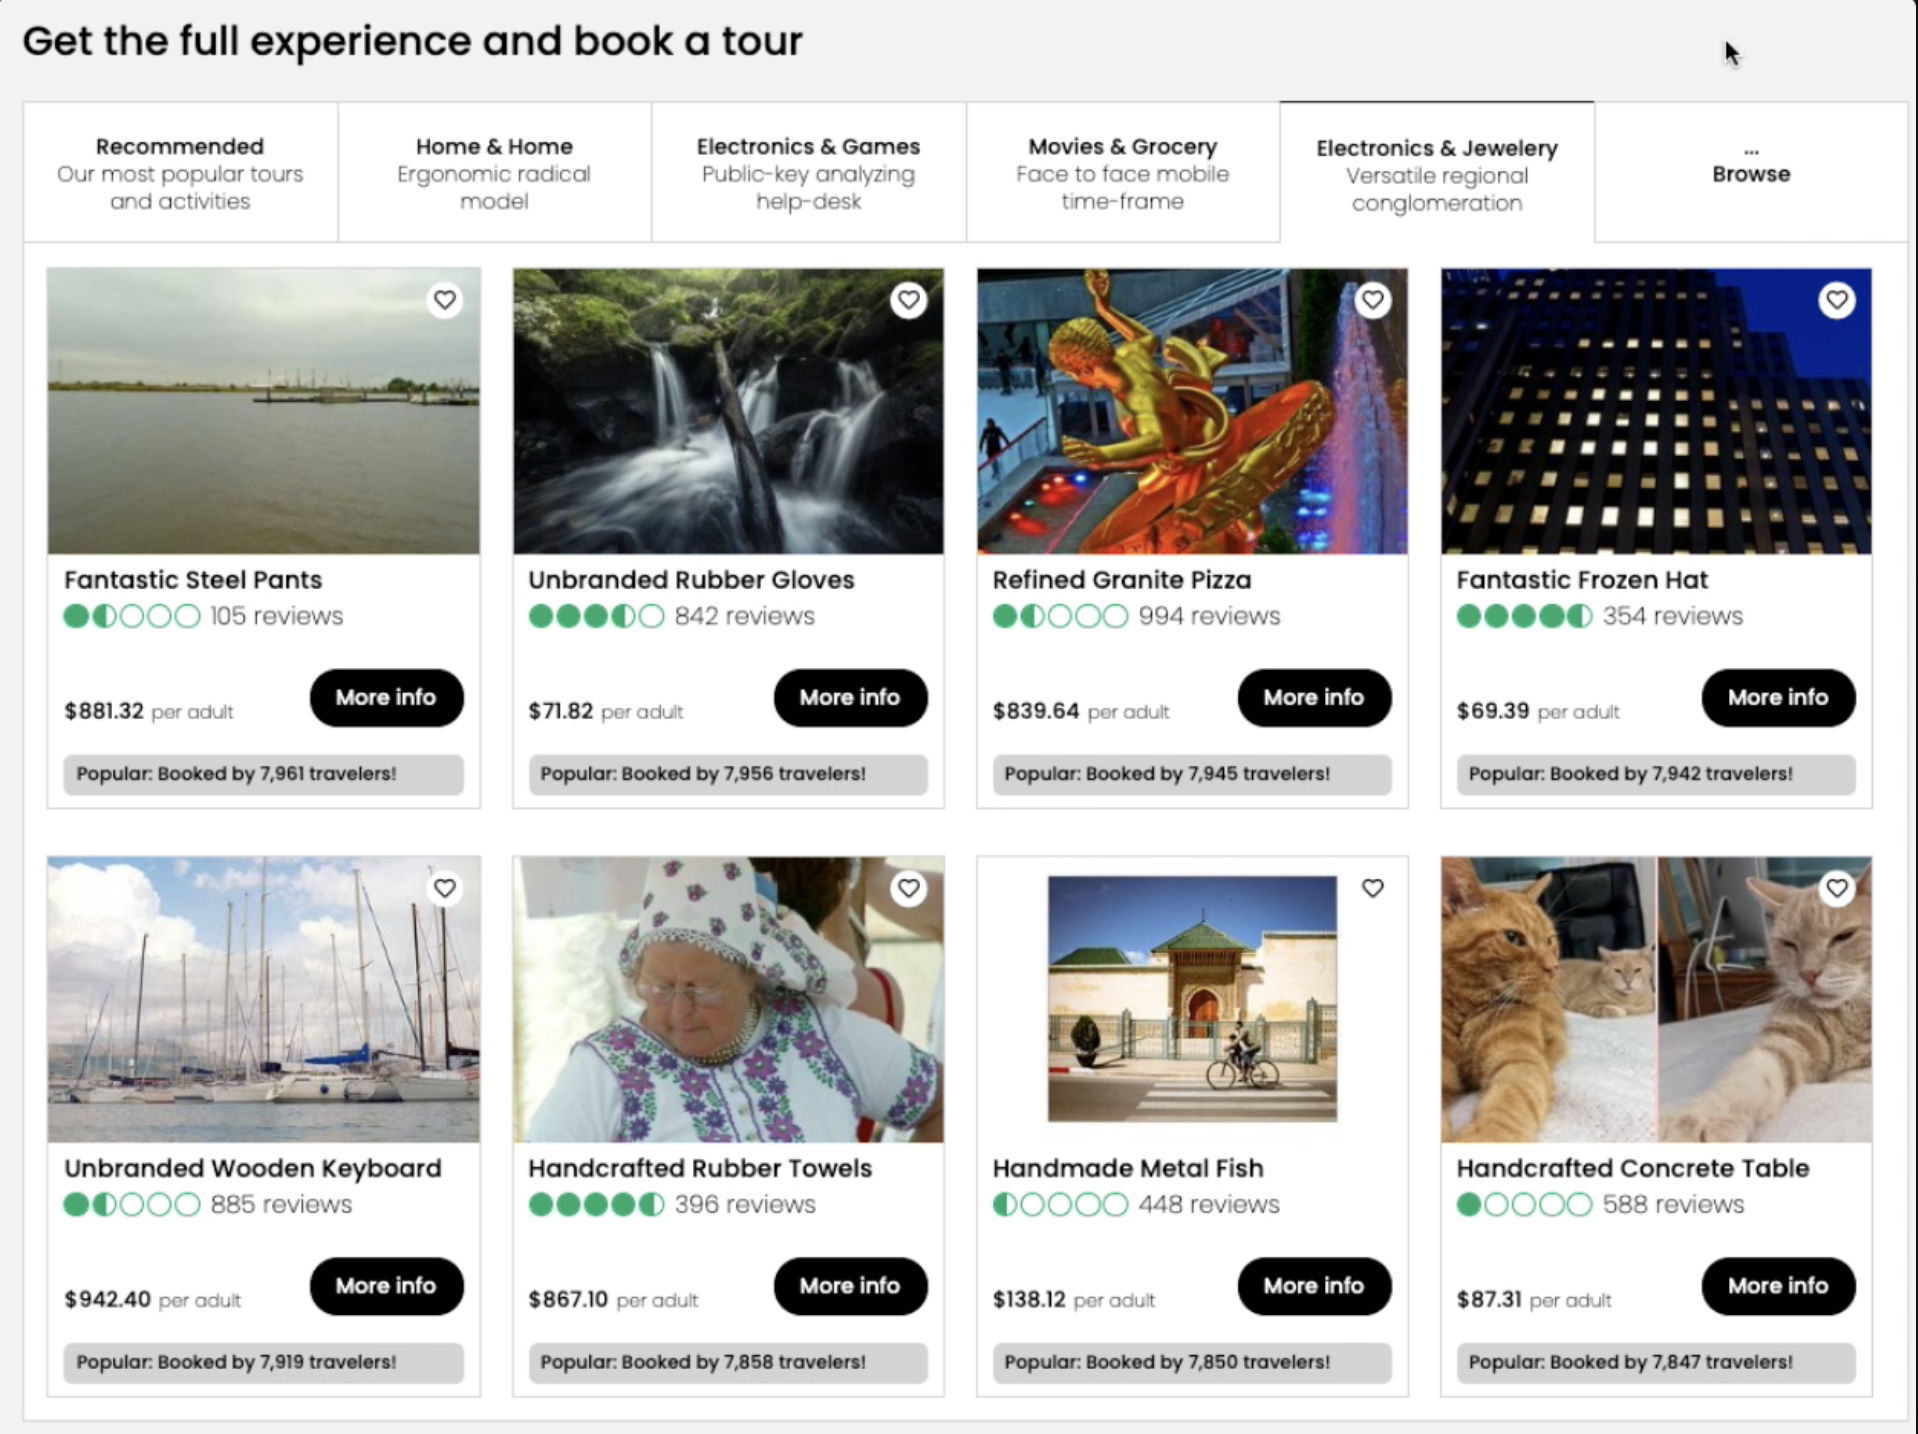 Get the full experience and book a tour
Recommended
Our most popular tours
and activities
Home & Home
Ergonomic radical
model
Electronics & Games
Public-key analyzing
help-desk
Movies & Grocery
Face to face mobile
time-frame
Electronics & Jewelery
Versatile regional
conglomeration
...
Browse
Fantastic Steel Pants
105 reviews
$881.32 per adult
More info
Popular: Booked by 7,961 travelers!
Unbranded Rubber Gloves
842 reviews
$71.82 per adult
More info
Popular: Booked by 7,956 travelers!
Refined Granite Pizza
994 reviews
$839.64 per adult
More info
Popular: Booked by 7,945 travelers!
Fantastic Frozen Hat
354 reviews
$69.39 per adult
More info
Popular: Booked by 7,942 travelers!
Unbranded Wooden Keyboard
885 reviews
$942.40 per adult
More info
Popular: Booked by 7,919 travelers!
Handcrafted Rubber Towels
396 reviews
$867.10 per adult
More info
Popular: Booked by 7,858 travelers!
Handmade Metal Fish
448 reviews
$138.12 per adult
More info
Popular: Booked by 7,850 travelers!
Handcrafted Concrete Table
588 reviews
$87.31 per adult
More info
Popular: Booked by 7,847 travelers!